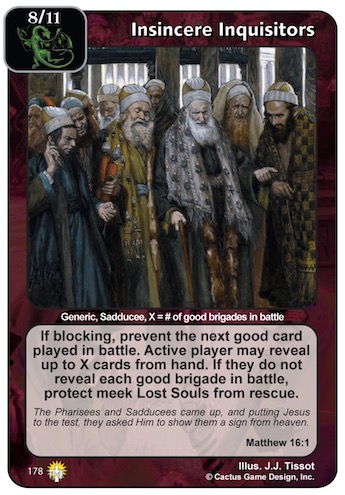 8/11
Insincere Inquisitors
Generic, Sadducee, X = # of good brigades in battle
If blocking, prevent the next good card
played in battle. Active player may reveal
up to X cards from hand. If they do not
reveal each good brigade in battle,
protect meek Lost Souls from rescue.
The Pharisees and Sadducees came up, and putting Jesus
to the test, they asked Him to show them a sign from heaven.
Matthew 16:1
Illus. J.J. Tissot
178
© Cactus Game Design, Inc.